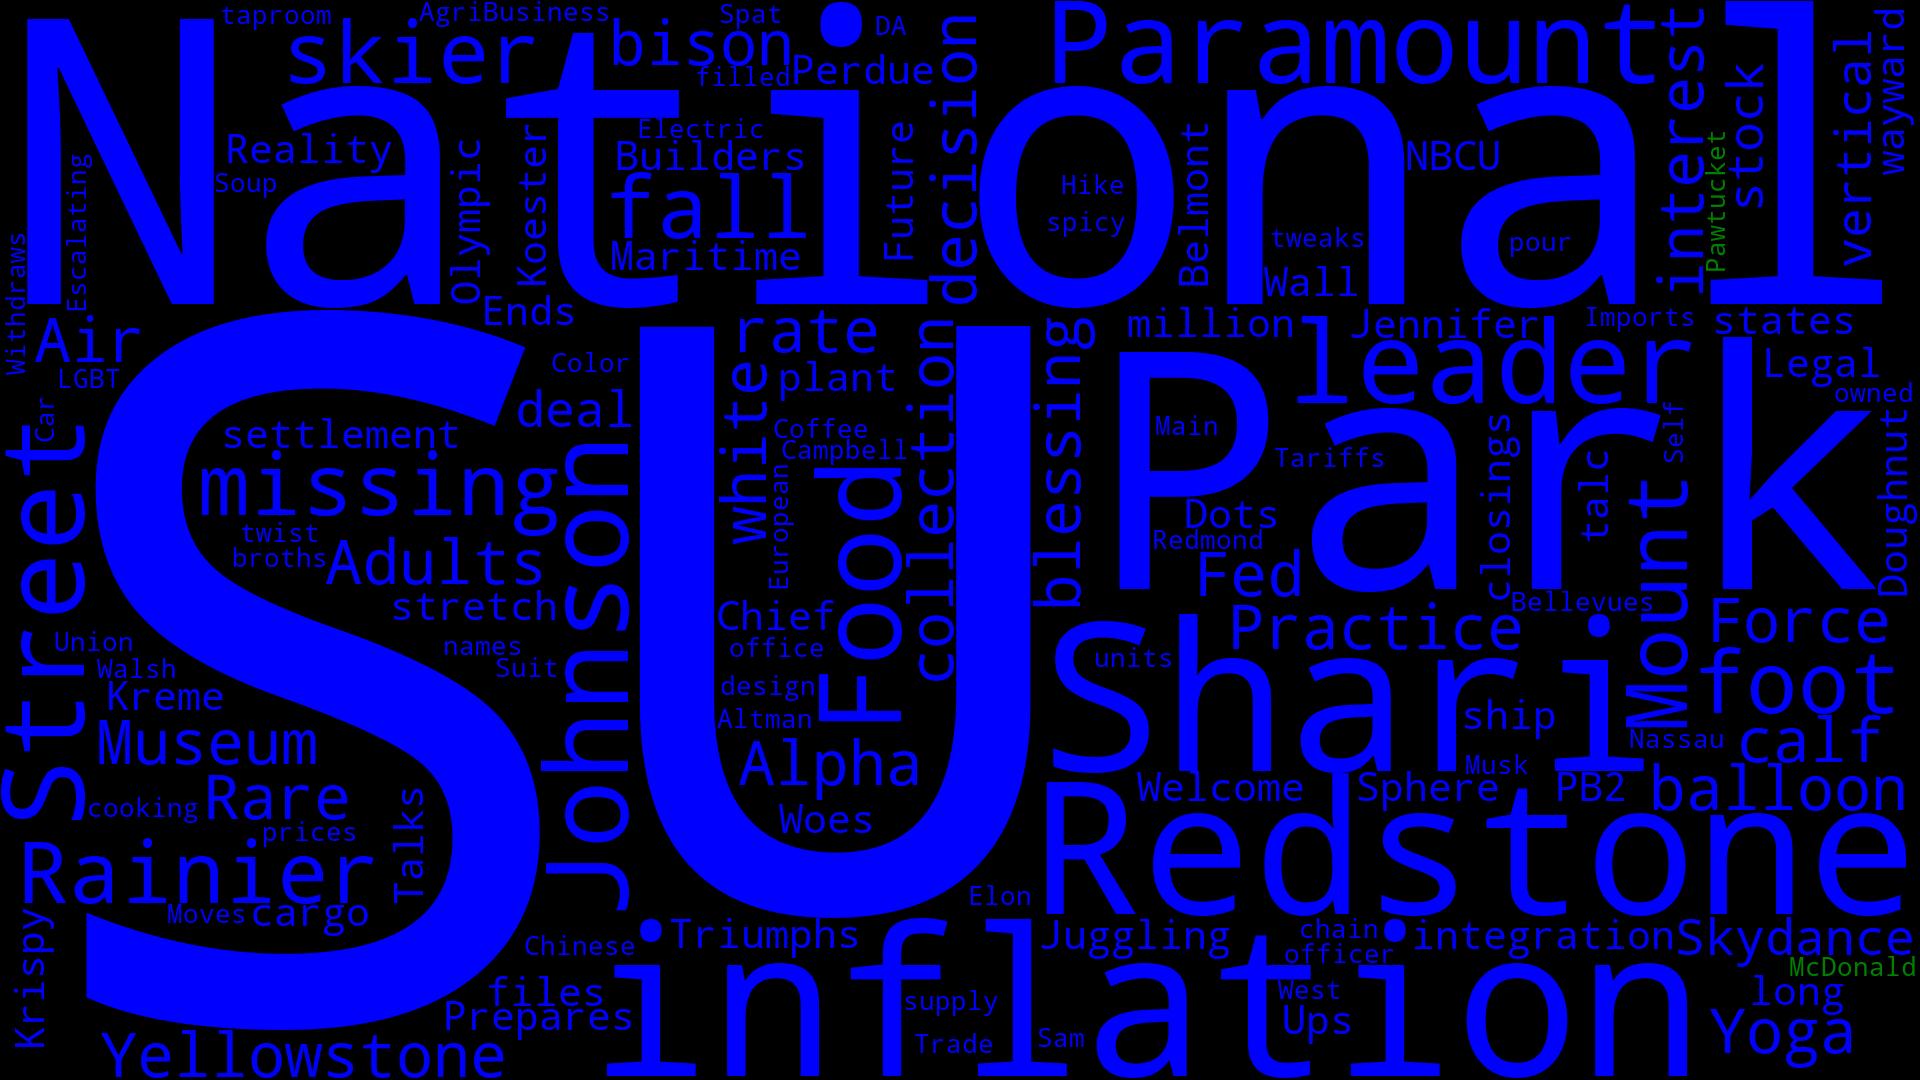 National
SU
Park
Shari
Redstone
inflation
taproom
AgriBusiness
Spat
DA
skier
bison
filled
Perdue
Paramount
decision
interest
stock
vertical
wayward
Reality
Soup
Escalating
Withdraws
Olympic
Koester
Electric
Builders
fall
Maritime
Future
Hike
spicy
Belmont
NBCU
tweaks
Wall
pour
Pawtucket
Air
LGBT
Car
Ends
Color
deal
rate
plant
white
Coffee
Campbell
European
collection
blessing
million
Jennifer
Imports
states
leader
Legal
owned
Self
Main
Tariffs
Dots
Redmond
Fed
closings
talc
Mount
Doughnut
Street
settlement
missing
twist
broths
Adults
stretch
names
Suit
Johnson
Food
Chief
office
design
Altman
Alpha
Woes
Bellevues
Practice
Force
foot
units
ship
Nassau
calf
Musk
Union
Walsh
Kreme
Museum
cooking
Rare
prices
Talks
Rainier
Moves
cargo
Krispy
Welcome
Sphere
PB2
balloon
Elon
Chinese
Triumphs
Juggling
chain
officer
integration
Skydance
McDonald
files
Prepares
supply
Trade
Sam
West
Ups
long
Yoga
Yellowstone